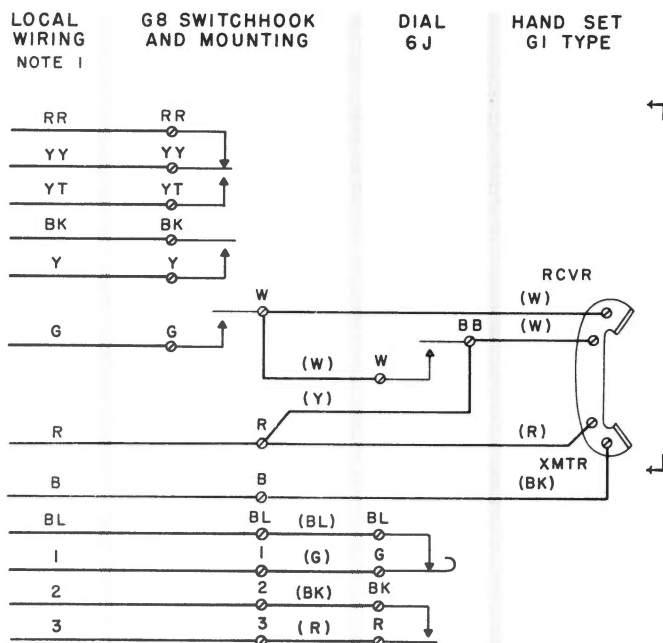 LOCAL G8 SWITCHHOOK DIAL HAND SET
WIRING AND MOUNTING 6J G1 TYPE
NOTE 1
RR RR
YY YY
YT YT
BK BK
Y Y
RCVR
W (W)
BB (W)
G G
(W) W
(Y)
R R (R)
XMTR
B B (BK)
BL BL (BL) BL
1 1 (G) G
2 2 (BK) BK
3 3 (R) R